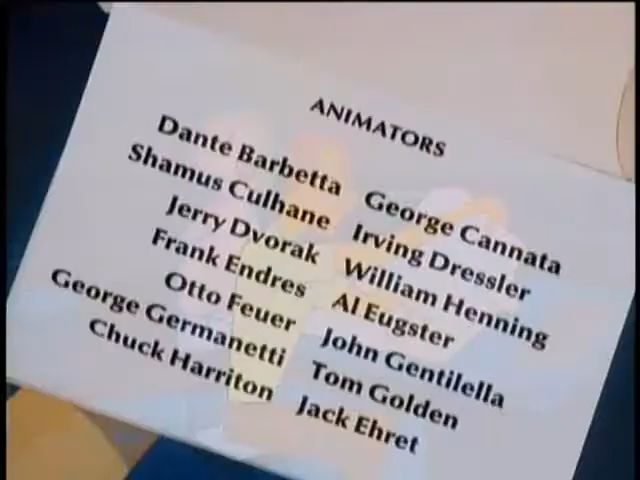 ANIMATORS
Dante Barbetta
Shamus Culhane
Jerry Dvorak
Frank Endres
Otto Feuer
George Germanetti
Chuck Harriton
George Cannata
Irving Dressler
William Henning
Al Eugster
John Gentilella
Tom Golden
Jack Ehret